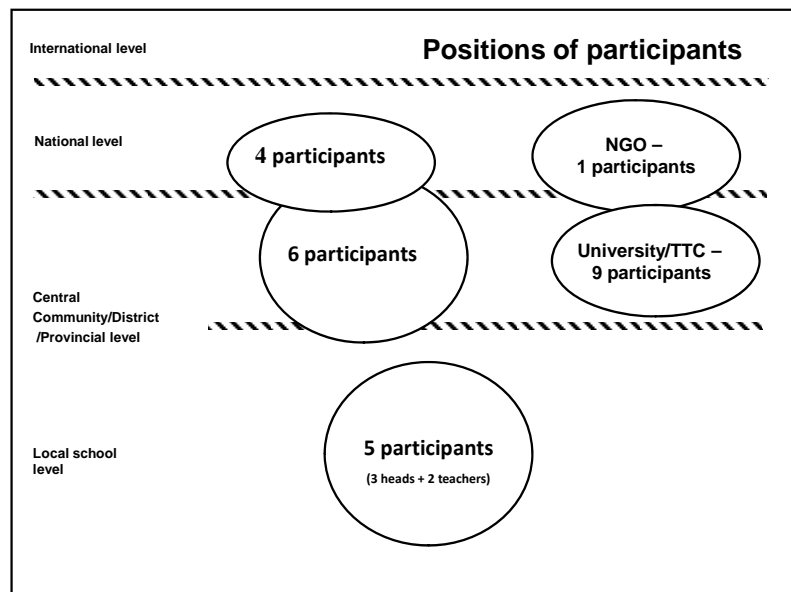 International level
Positions of participants
National level
4 participants
NGO –
1 participants
6 participants
University/TTC –
9 participants
Central
Community/District
/Provincial level
5 participants
(3 heads + 2 teachers)
Local school
level